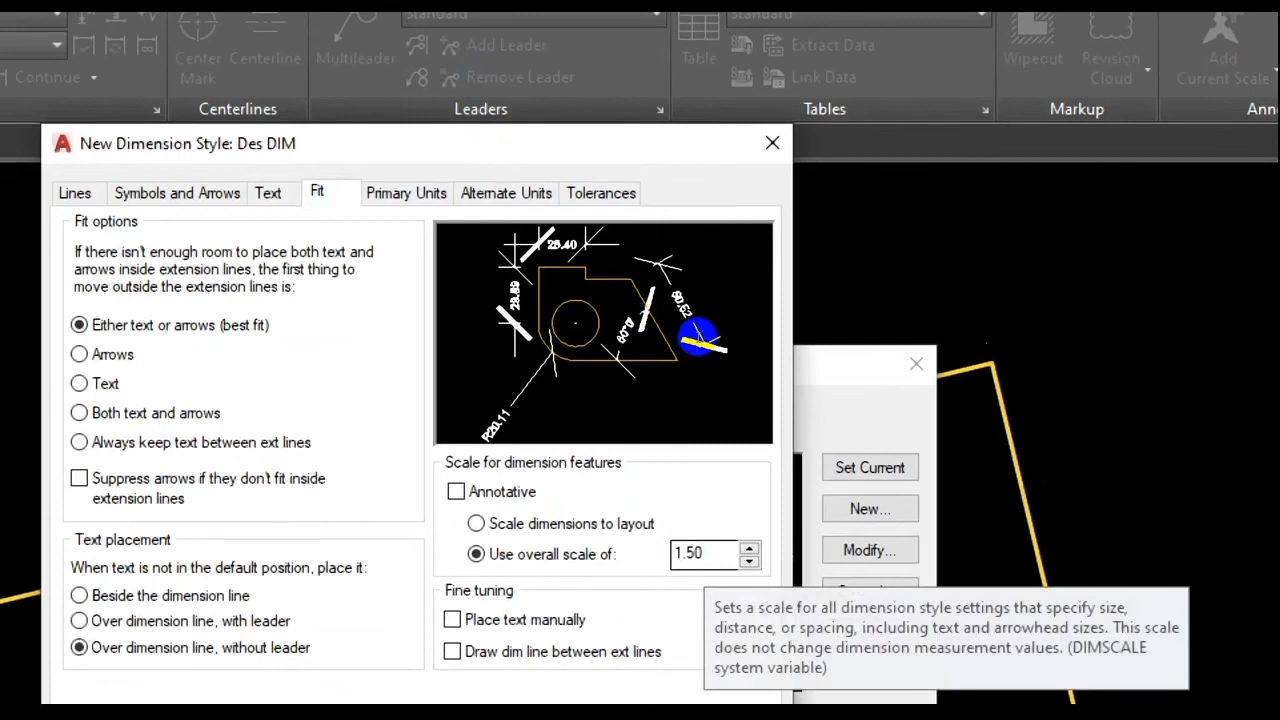 Standard
Standard
Continue
Center Mark
Centerline
Multileader
Add Leader
Remove Leader
Table
Extract Data
Link Data
Wipeout
Revision Cloud
Add
Current Scale
Centerlines
Leaders
Tables
Markup
Ann
New Dimension Style: Des DIM
Lines
Symbols and Arrows
Text
Fit
Primary Units
Alternate Units
Tolerances
Fit options
If there isn't enough room to place both text and
arrows inside extension lines, the first thing to
move outside the extension lines is:
Either text or arrows (best fit)
Arrows
Text
Both text and arrows
Always keep text between ext lines
Suppress arrows if they don't fit inside
extension lines
Text placement
When text is not in the default position, place it:
Beside the dimension line
Over dimension line, with leader
Over dimension line, without leader
R20.11
Scale for dimension features
Annotative
Scale dimensions to layout
Use overall scale of:
1.50
Fine tuning
Place text manually
Draw dim line between ext lines
Set Current
New...
Modify...
Sets a scale for all dimension style settings that specify size,
distance, or spacing, including text and arrowhead sizes. This scale
does not change dimension measurement values. (DIMSCALE
system variable)